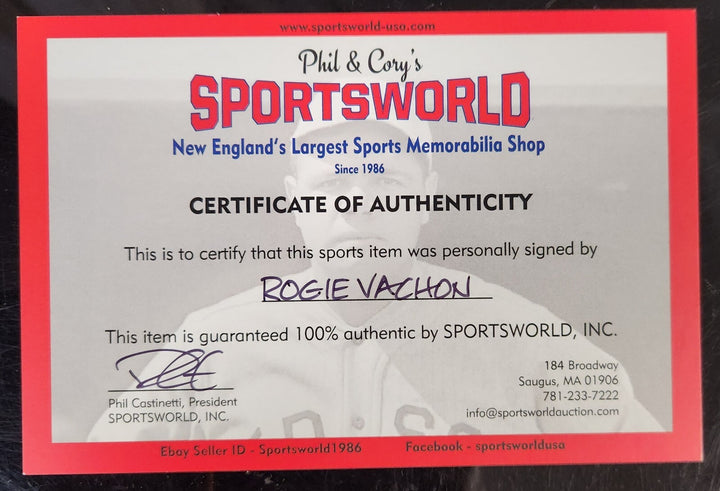 www.sportsworld-usa.com
Phil & Cory's
SPORTSWORLD
New England's Largest Sports Memorabilia Shop
Since 1986
CERTIFICATE OF AUTHENTICITY
This is to certify that this sports item was personally signed by
ROGIE VACHON
This item is guaranteed 100% authentic by SPORTSWORLD, INC.
Phil Castinetti, President
SPORTSWORLD, INC.
184 Broadway
Saugus, MA 01906
781-233-7222
info@sportsworldauction.com
Ebay Seller ID - Sportsworld1986
Facebook - sportsworldusa